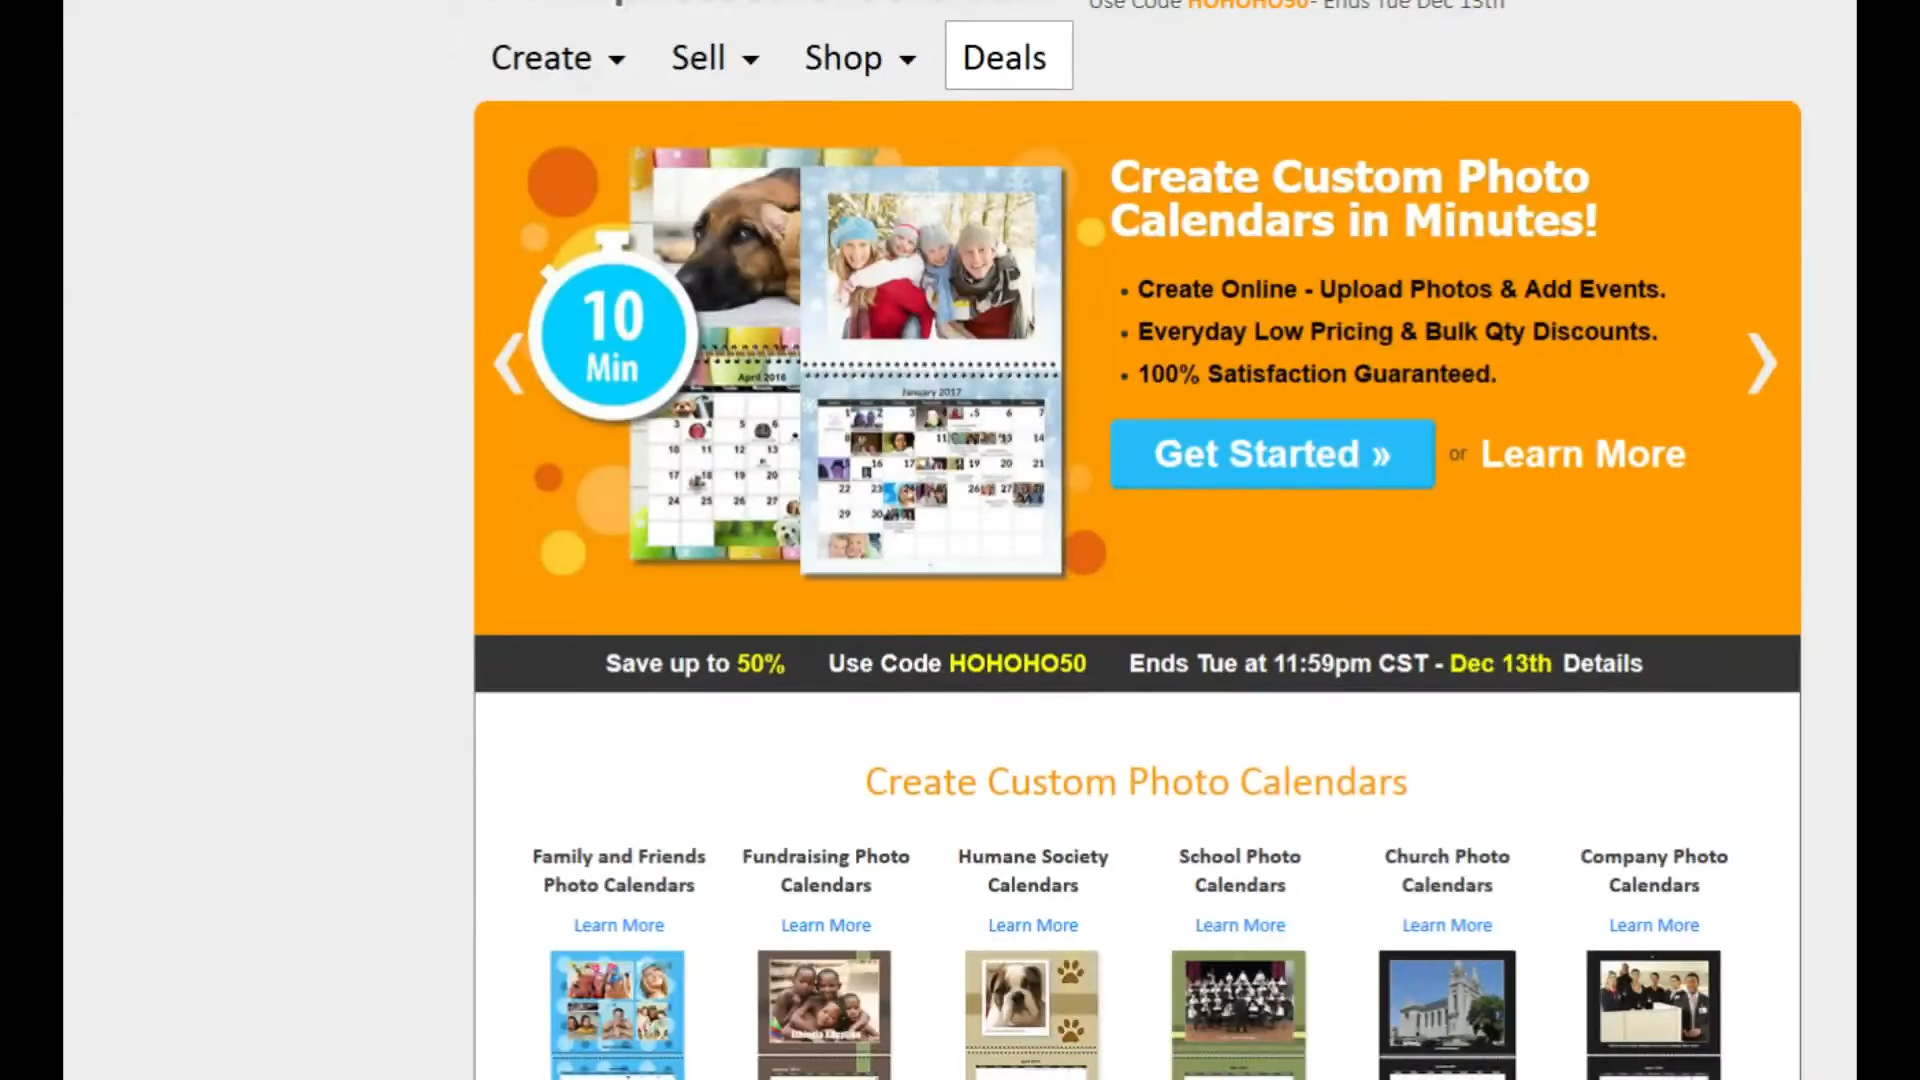 Use Code HOHOHO50- Ends Tue Dec 13th
Create
Sell
Shop
Deals
Create Custom Photo
Calendars in Minutes!
• Create Online - Upload Photos & Add Events.
• Everyday Low Pricing & Bulk Qty Discounts.
• 100% Satisfaction Guaranteed.
Get Started » or Learn More
10
Min
April 2016
January 2017
Save up to 50% Use Code HOHOHO50 Ends Tue at 11:59pm CST - Dec 13th Details
Create Custom Photo Calendars
Family and Friends
Photo Calendars
Learn More
Fundraising Photo
Calendars
Learn More
Humane Society
Calendars
Learn More
School Photo
Calendars
Learn More
Church Photo
Calendars
Learn More
Company Photo
Calendars
Learn More